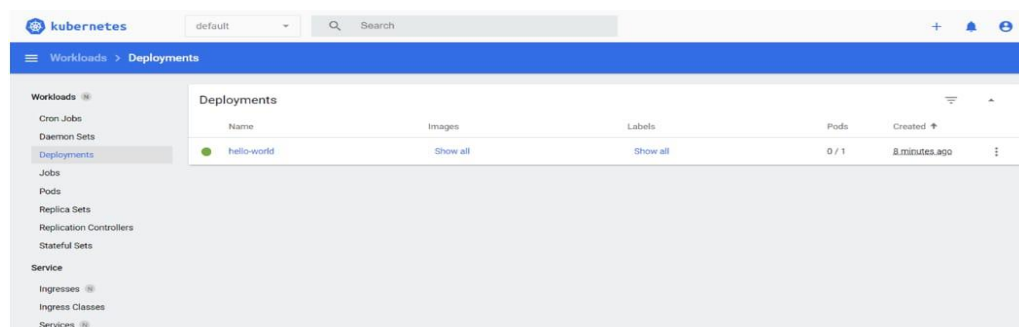 kubernetes default Search
Workloads > Deployments
Workloads N
Cron Jobs
Daemon Sets
Deployments
Jobs
Pods
Replica Sets
Replication Controllers
Stateful Sets
Service
Ingresses N
Ingress Classes
Services N
Deployments
Name Images Labels Pods Created ↑
hello-world Show all Show all 0 / 1 8 minutes ago